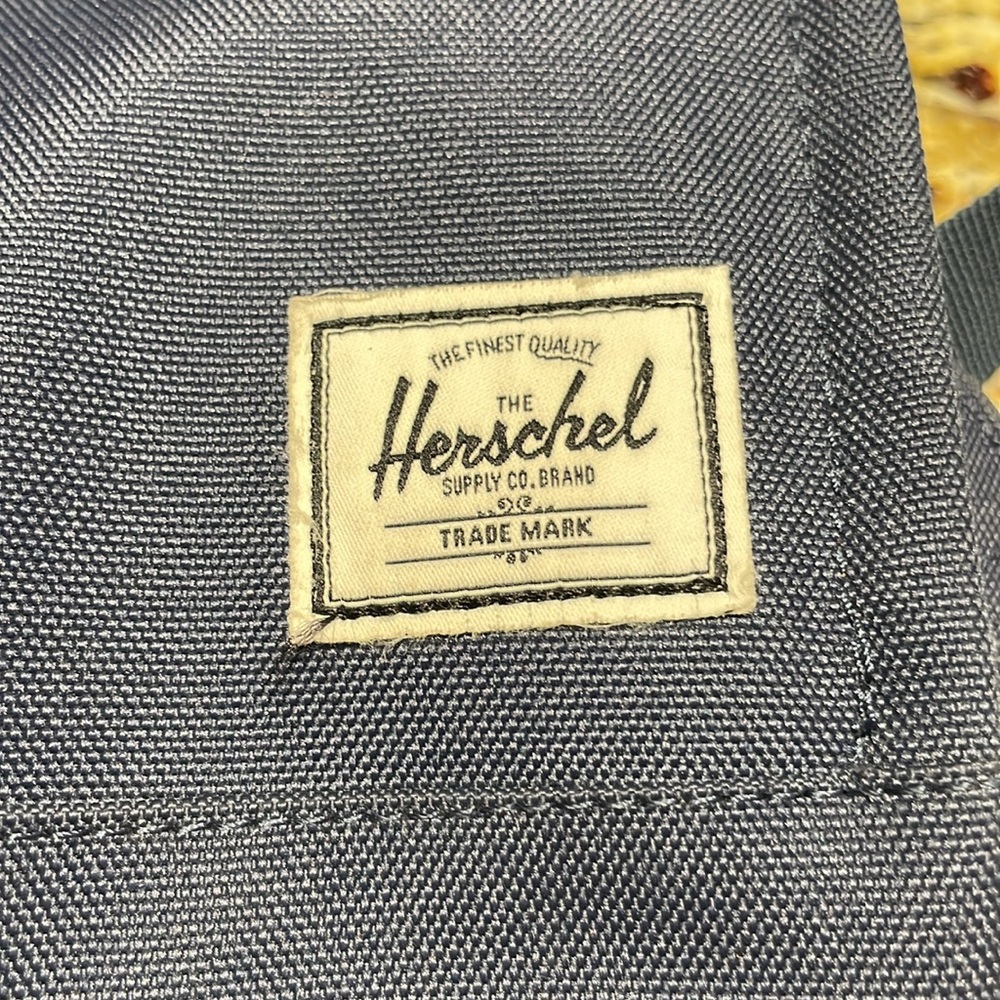 THE FINEST QUALITY
THE
Herschel
SUPPLY CO. BRAND
TRADE MARK